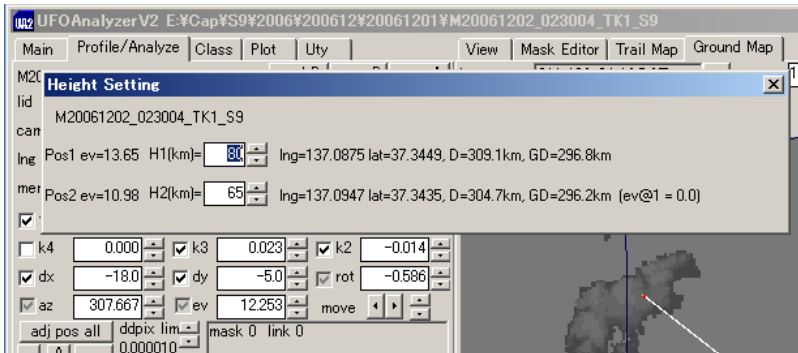 UFOAnalyzerV2 E:¥Cap¥S9¥2006¥200612¥20061201¥M20061202_023004_TK1_S9
Main Profile/Analyze Class Plot Uty View Mask Editor Trail Map Ground Map
Height Setting
M20061202_023004_TK1_S9
Pos1 ev=13.65 H1(km)= 80 lng=137.0875 lat=37.3449, D=309.1km, GD=296.8km
Pos2 ev=10.98 H2(km)= 65 lng=137.0947 lat=37.3435, D=304.7km, GD=296.2km (ev@1 = 0.0)
lid
cam
lng
k4 0.000 k3 0.023 k2 -0.014
dx -18.0 dy -5.0 rot -0.586
az 307.667 ev 12.253 move
adj pos all ddpix lim mask 0 link 0
0.000010